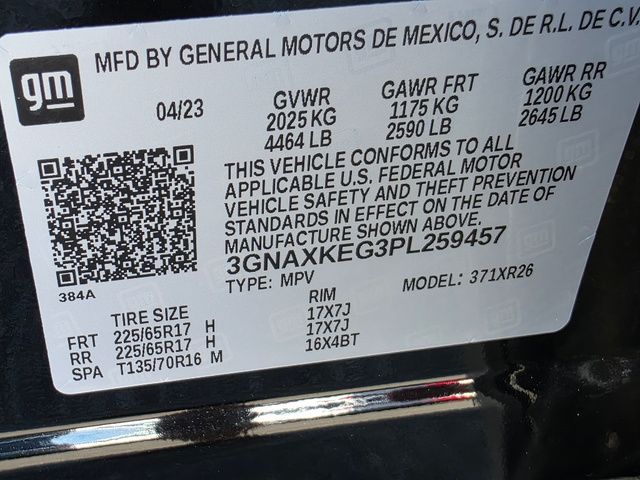 gm
MFD BY GENERAL MOTORS DE MEXICO, S. DE R.L. DE C.V.
04/23 GVWR GAWR FRT GAWR RR
2025 KG 1175 KG 1200 KG
4464 LB 2590 LB 2645 LB
THIS VEHICLE CONFORMS TO ALL
APPLICABLE U.S. FEDERAL MOTOR
VEHICLE SAFETY AND THEFT PREVENTION
STANDARDS IN EFFECT ON THE DATE OF
MANUFACTURE SHOWN ABOVE.
3GNAXKEG3PL259457
TYPE: MPV MODEL: 371XR26
384A
TIRE SIZE RIM
FRT 225/65R17 H 17X7J
RR 225/65R17 H 17X7J
SPA T135/70R16 M 16X4BT